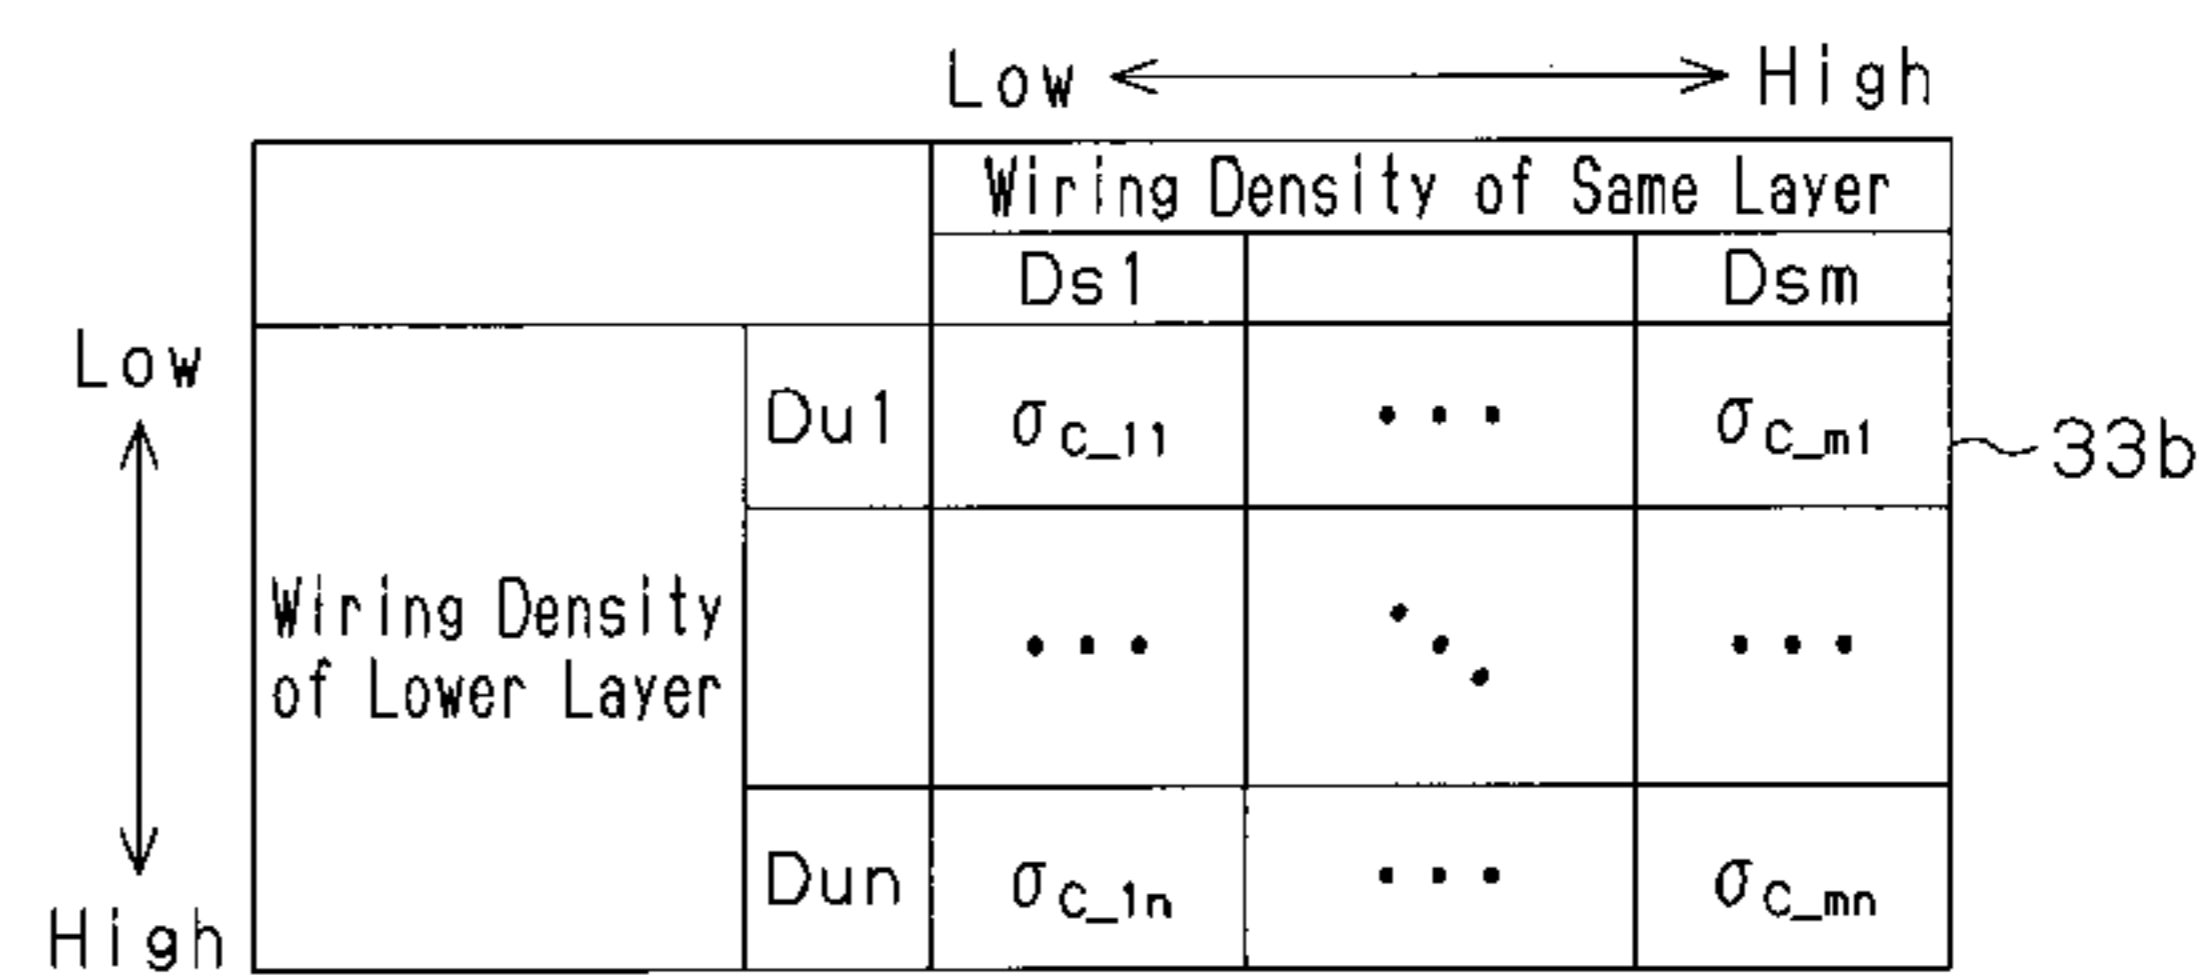 Low High
Wiring Density of Same Layer
Ds1 Dsm
Low
Du1 σC_11 • • • σC_m1
33b
Wiring Density
of Lower Layer
• • • • • • • • •
Dun σC_1n • • • σC_mn
High